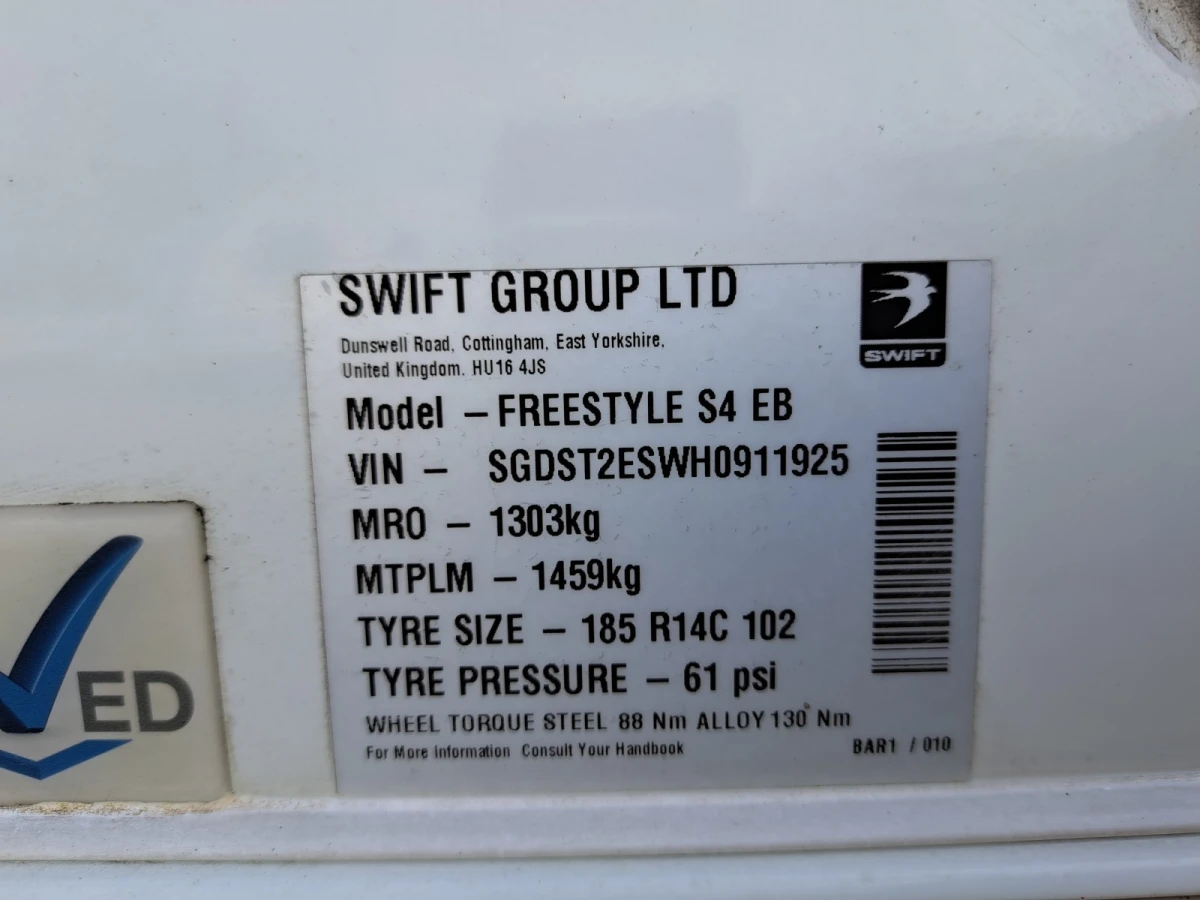 SWIFT GROUP LTD
SWIFT
Dunswell Road, Cottingham, East Yorkshire,
United Kingdom. HU16 4JS
Model – FREESTYLE S4 EB
VIN – SGDST2ESWH0911925
MRO – 1303kg
MTPLM – 1459kg
TYRE SIZE – 185 R14C 102
TYRE PRESSURE – 61 psi
WHEEL TORQUE STEEL 88 Nm ALLOY 130 Nm
For More Information Consult Your Handbook
BAR1 / 010
ED